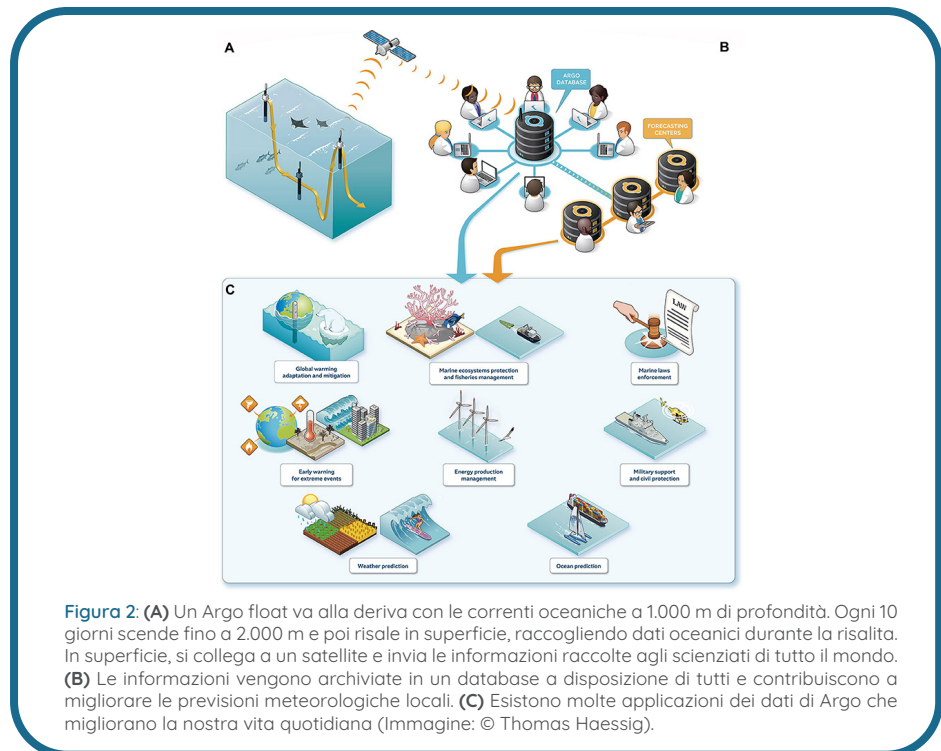 A
B
ARGO
DATABASE
FORECASTING
CENTERS
C
LAW
Global warming
adaptation and mitigation
Marine ecosystems protection
and fisheries management
Marine laws
enforcement
Early warning
for extreme events
Energy production
management
Military support
and civil protection
Weather prediction
Ocean prediction
Figura 2: (A) Un Argo float va alla deriva con le correnti oceaniche a 1.000 m di profondità. Ogni 10
giorni scende fino a 2.000 m e poi risale in superficie, raccogliendo dati oceanici durante la risalita.
In superficie, si collega a un satellite e invia le informazioni raccolte agli scienziati di tutto il mondo.
(B) Le informazioni vengono archiviate in un database a disposizione di tutti e contribuiscono a
migliorare le previsioni meteorologiche locali. (C) Esistono molte applicazioni dei dati di Argo che
migliorano la nostra vita quotidiana (Immagine: © Thomas Haessig).